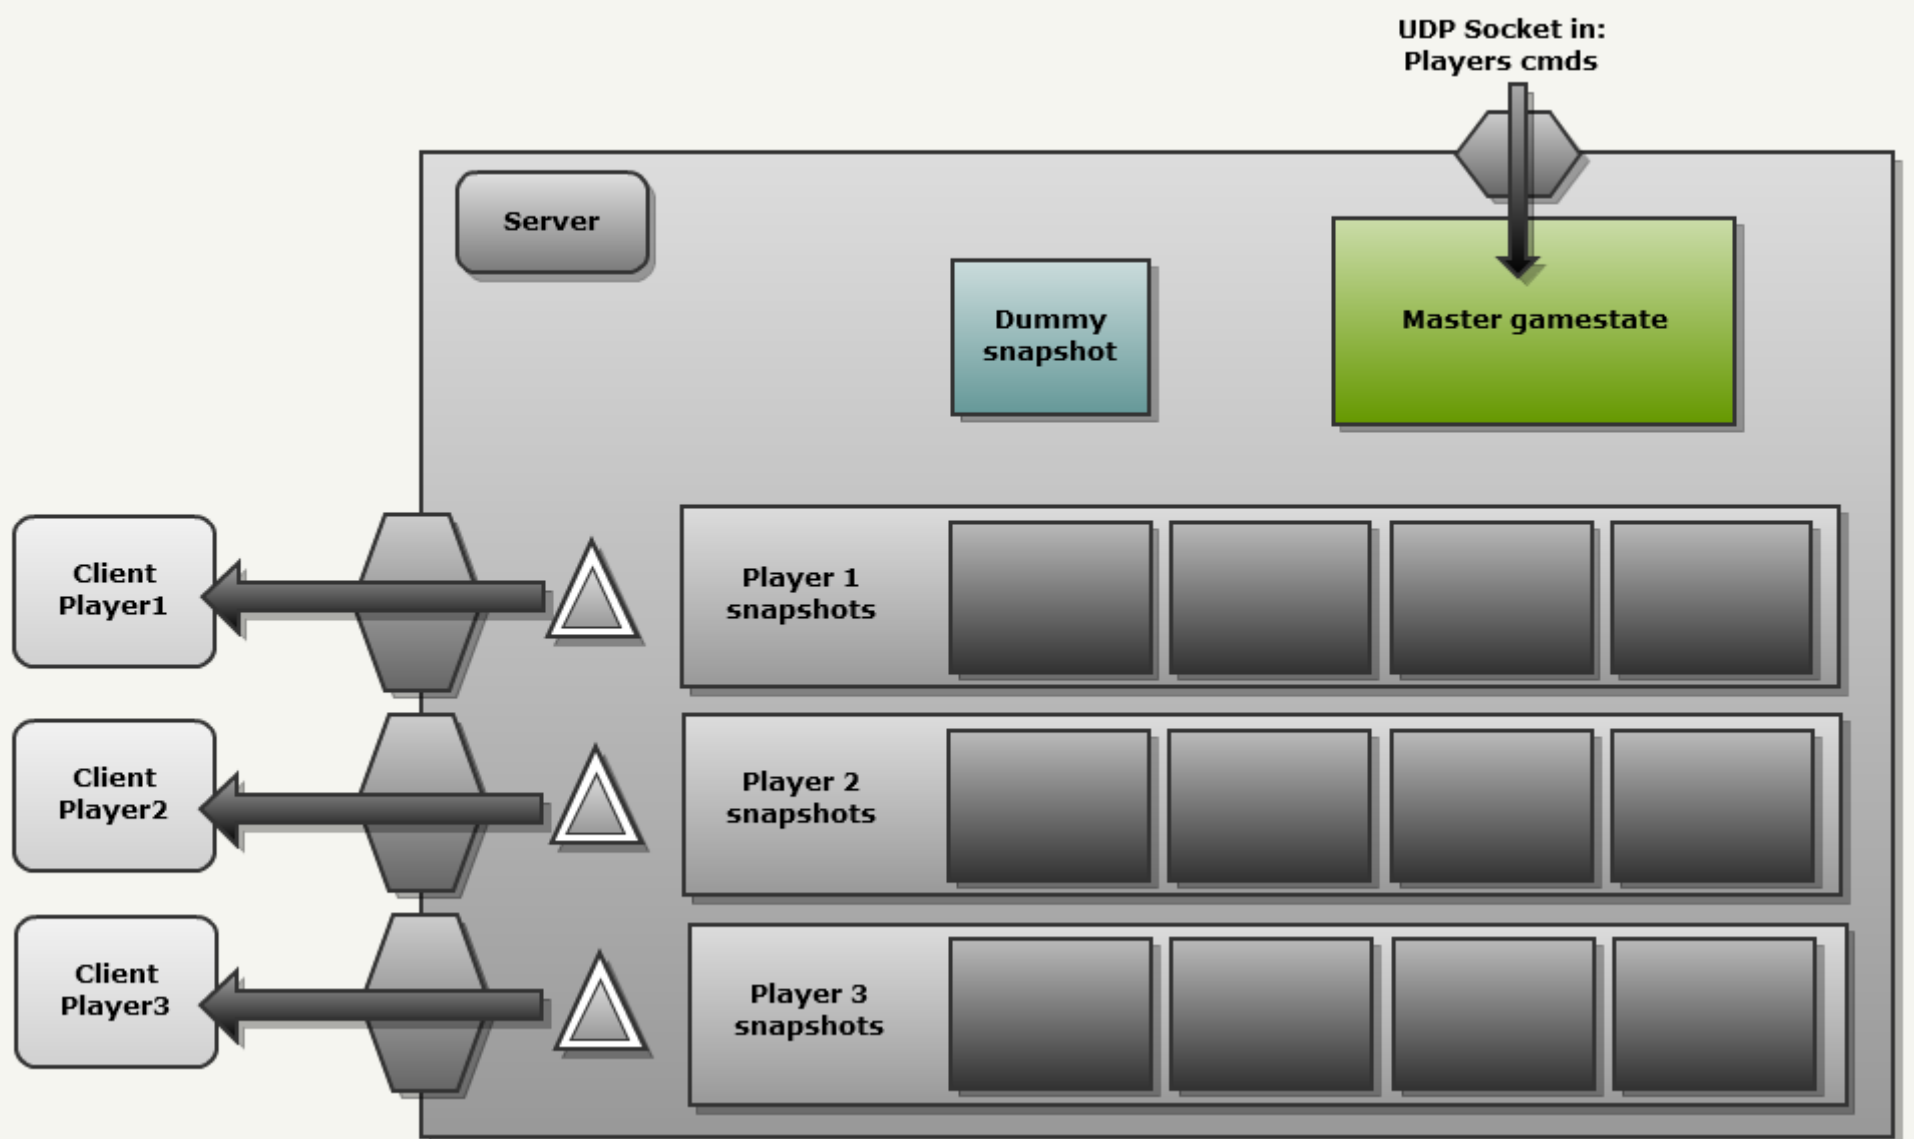 UDP Socket in:
Players cmds
Server
Dummy
snapshot
Master gamestate
Client
Player1
Player 1
snapshots
Client
Player2
Player 2
snapshots
Client
Player3
Player 3
snapshots